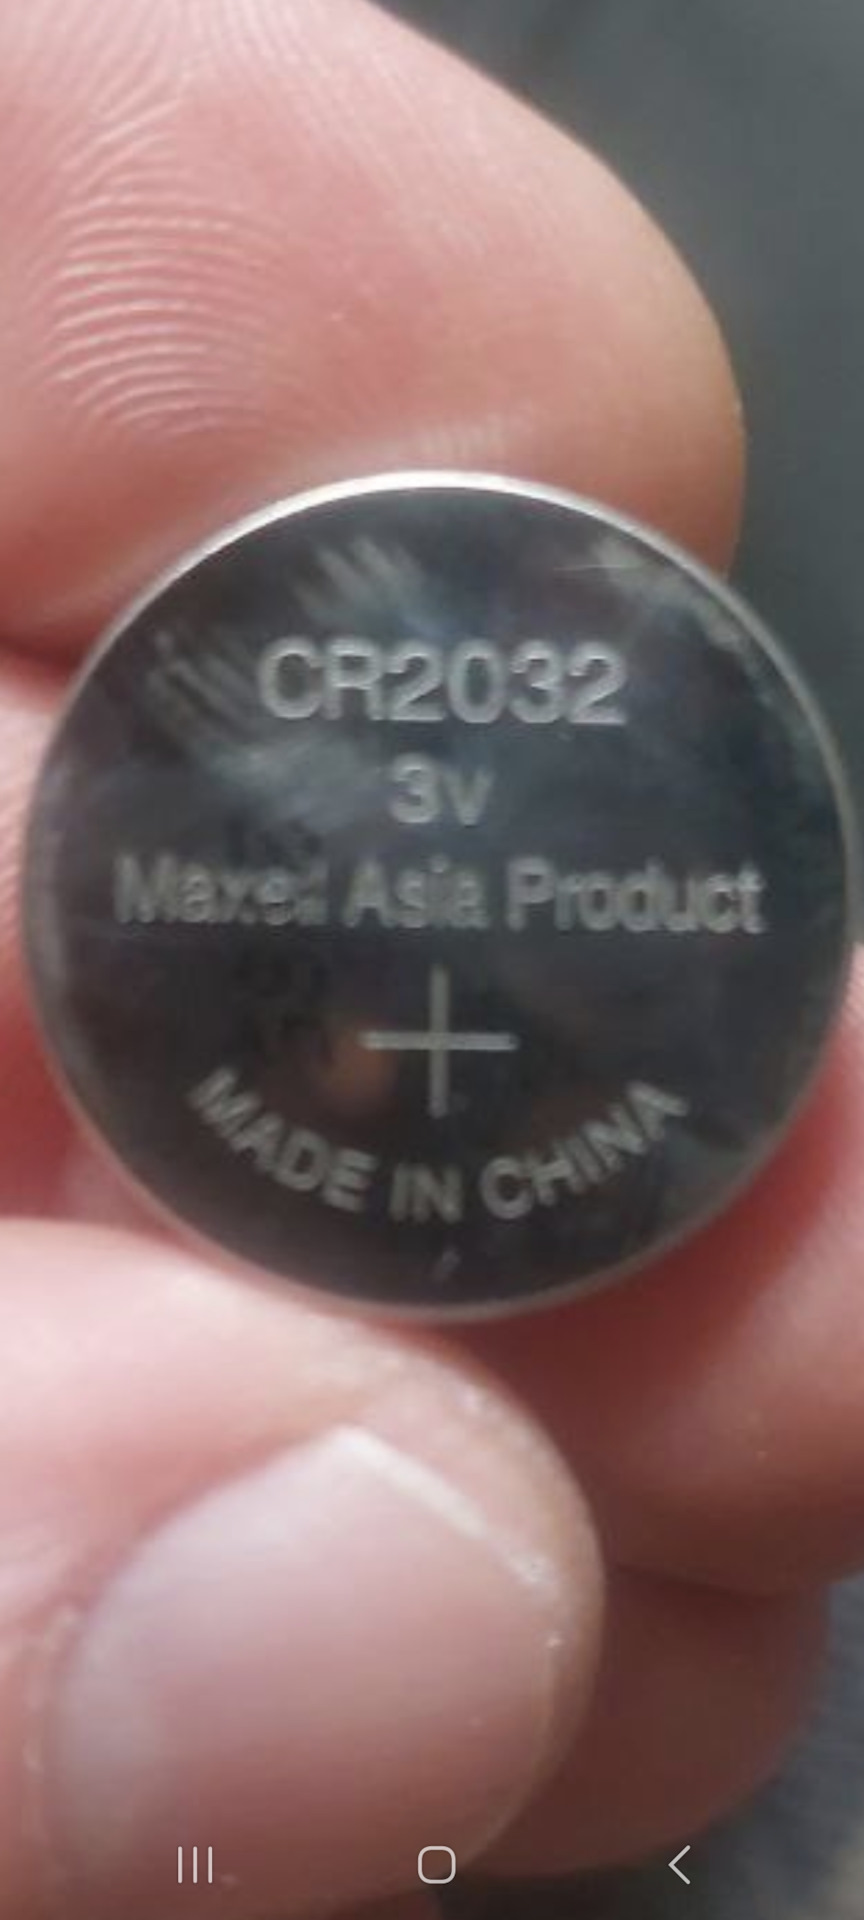 CR2032
3v
Maxell Asia Product
+
MADE IN CHINA